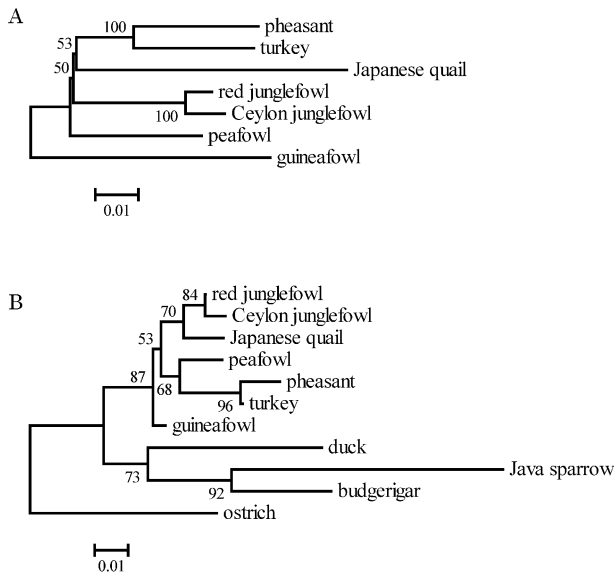 A
100
pheasant
53
turkey
50
Japanese quail
red junglefowl
100
Ceylon junglefowl
peafowl
guineafowl
0.01
B
84
red junglefowl
70
Ceylon junglefowl
53
Japanese quail
peafowl
87
68
pheasant
96
turkey
guineafowl
duck
73
Java sparrow
92
budgerigar
ostrich
0.01